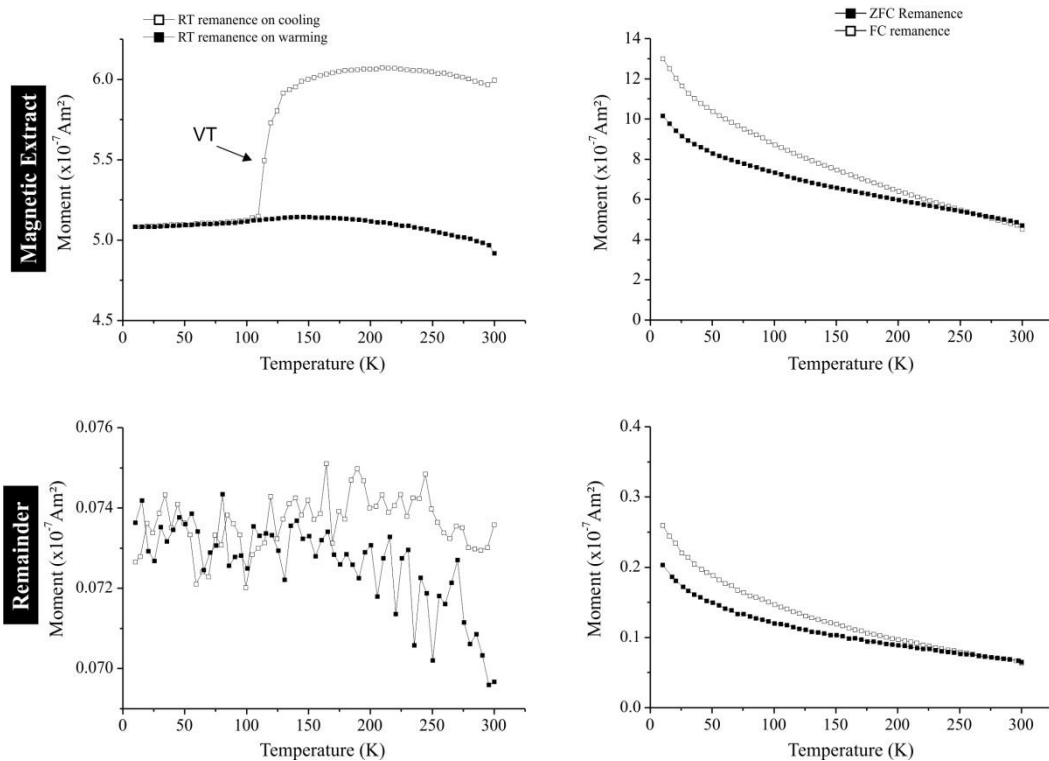 Magnetic Extract
RT remanence on cooling
RT remanence on warming
VT
Moment (x10⁻⁷Am²)
6.0
5.5
5.0
4.5
0 50 100 150 200 250 300
Temperature (K)
ZFC Remanence
FC remanence
Moment (x10⁻⁷Am²)
14
12
10
8
6
4
2
0
0 50 100 150 200 250 300
Temperature (K)
Remainder
Moment (x10⁻⁷Am²)
0.076
0.074
0.072
0.070
0 50 100 150 200 250 300
Temperature (K)
Moment (x10⁻⁷Am²)
0.4
0.3
0.2
0.1
0.0
0 50 100 150 200 250 300
Temperature (K)